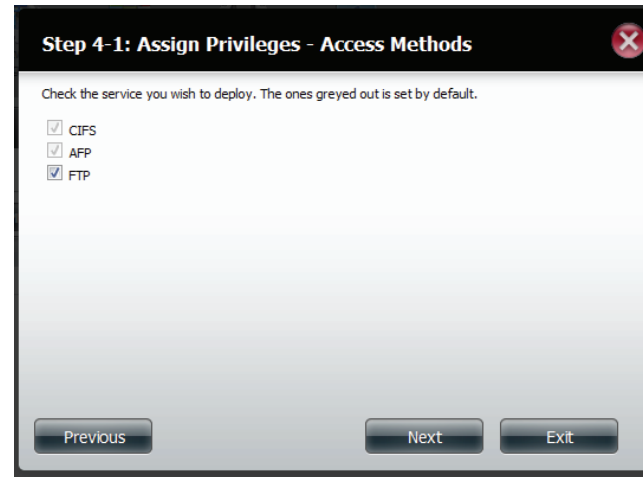 Step 4-1: Assign Privileges - Access Methods
Check the service you wish to deploy. The ones greyed out is set by default.
CIFS
AFP
FTP
Previous
Next
Exit